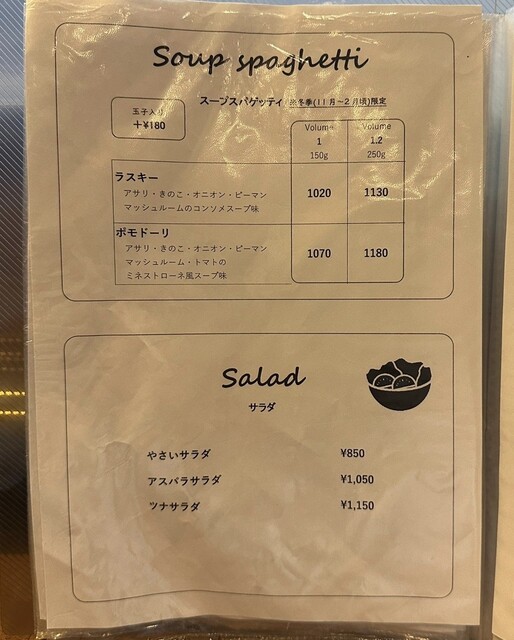 Soup spaghetti
スープスパゲッティ ※冬季(11月～2月頃)限定
玉子入り
＋¥180
Volume Volume
1 1.2
150g 250g
ラスキー
アサリ・きのこ・オニオン・ピーマン
マッシュルームのコンソメスープ味
1020 1130
ポモドーリ
アサリ・きのこ・オニオン・ピーマン
マッシュルーム・トマトの
ミネストローネ風スープ味
1070 1180
Salad
サラダ
やさいサラダ ¥850
アスパラサラダ ¥1,050
ツナサラダ ¥1,150